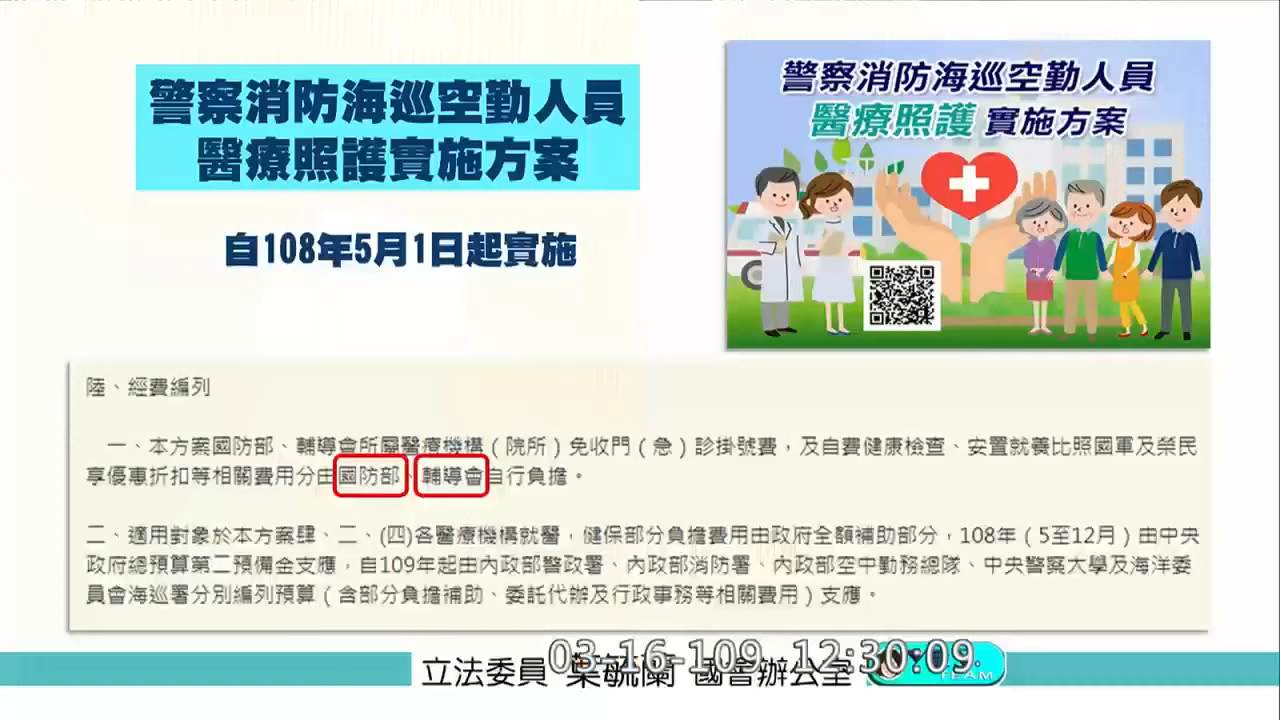 警察消防海巡空勤人員
醫療照護實施方案
自108年5月1日起實施
警察消防海巡空勤人員
醫療照護 實施方案
陸、經費編列
一、本方案國防部、輔導會所屬醫療機構（院所）免收門（急）診掛號費，及自費健康檢查、安置就養比照國軍及榮民
享優惠折扣等相關費用分由國防部、輔導會自行負擔。
二、適用對象於本方案肆、二、(四)各醫療機構就醫，健保部分負擔費用由政府全額補助部分，108年（5至12月）由中央
政府總預算第二預備金支應，自109年起由內政部警政署、內政部消防署、內政部空中勤務總隊、中央警察大學及海洋委
員會海巡署分別編列預算（含部分負擔補助、委託代辦及行政事務等相關費用）支應。
立法委員 葉毓蘭 國會辦公室
03-16-109 12:30:09
TEAM